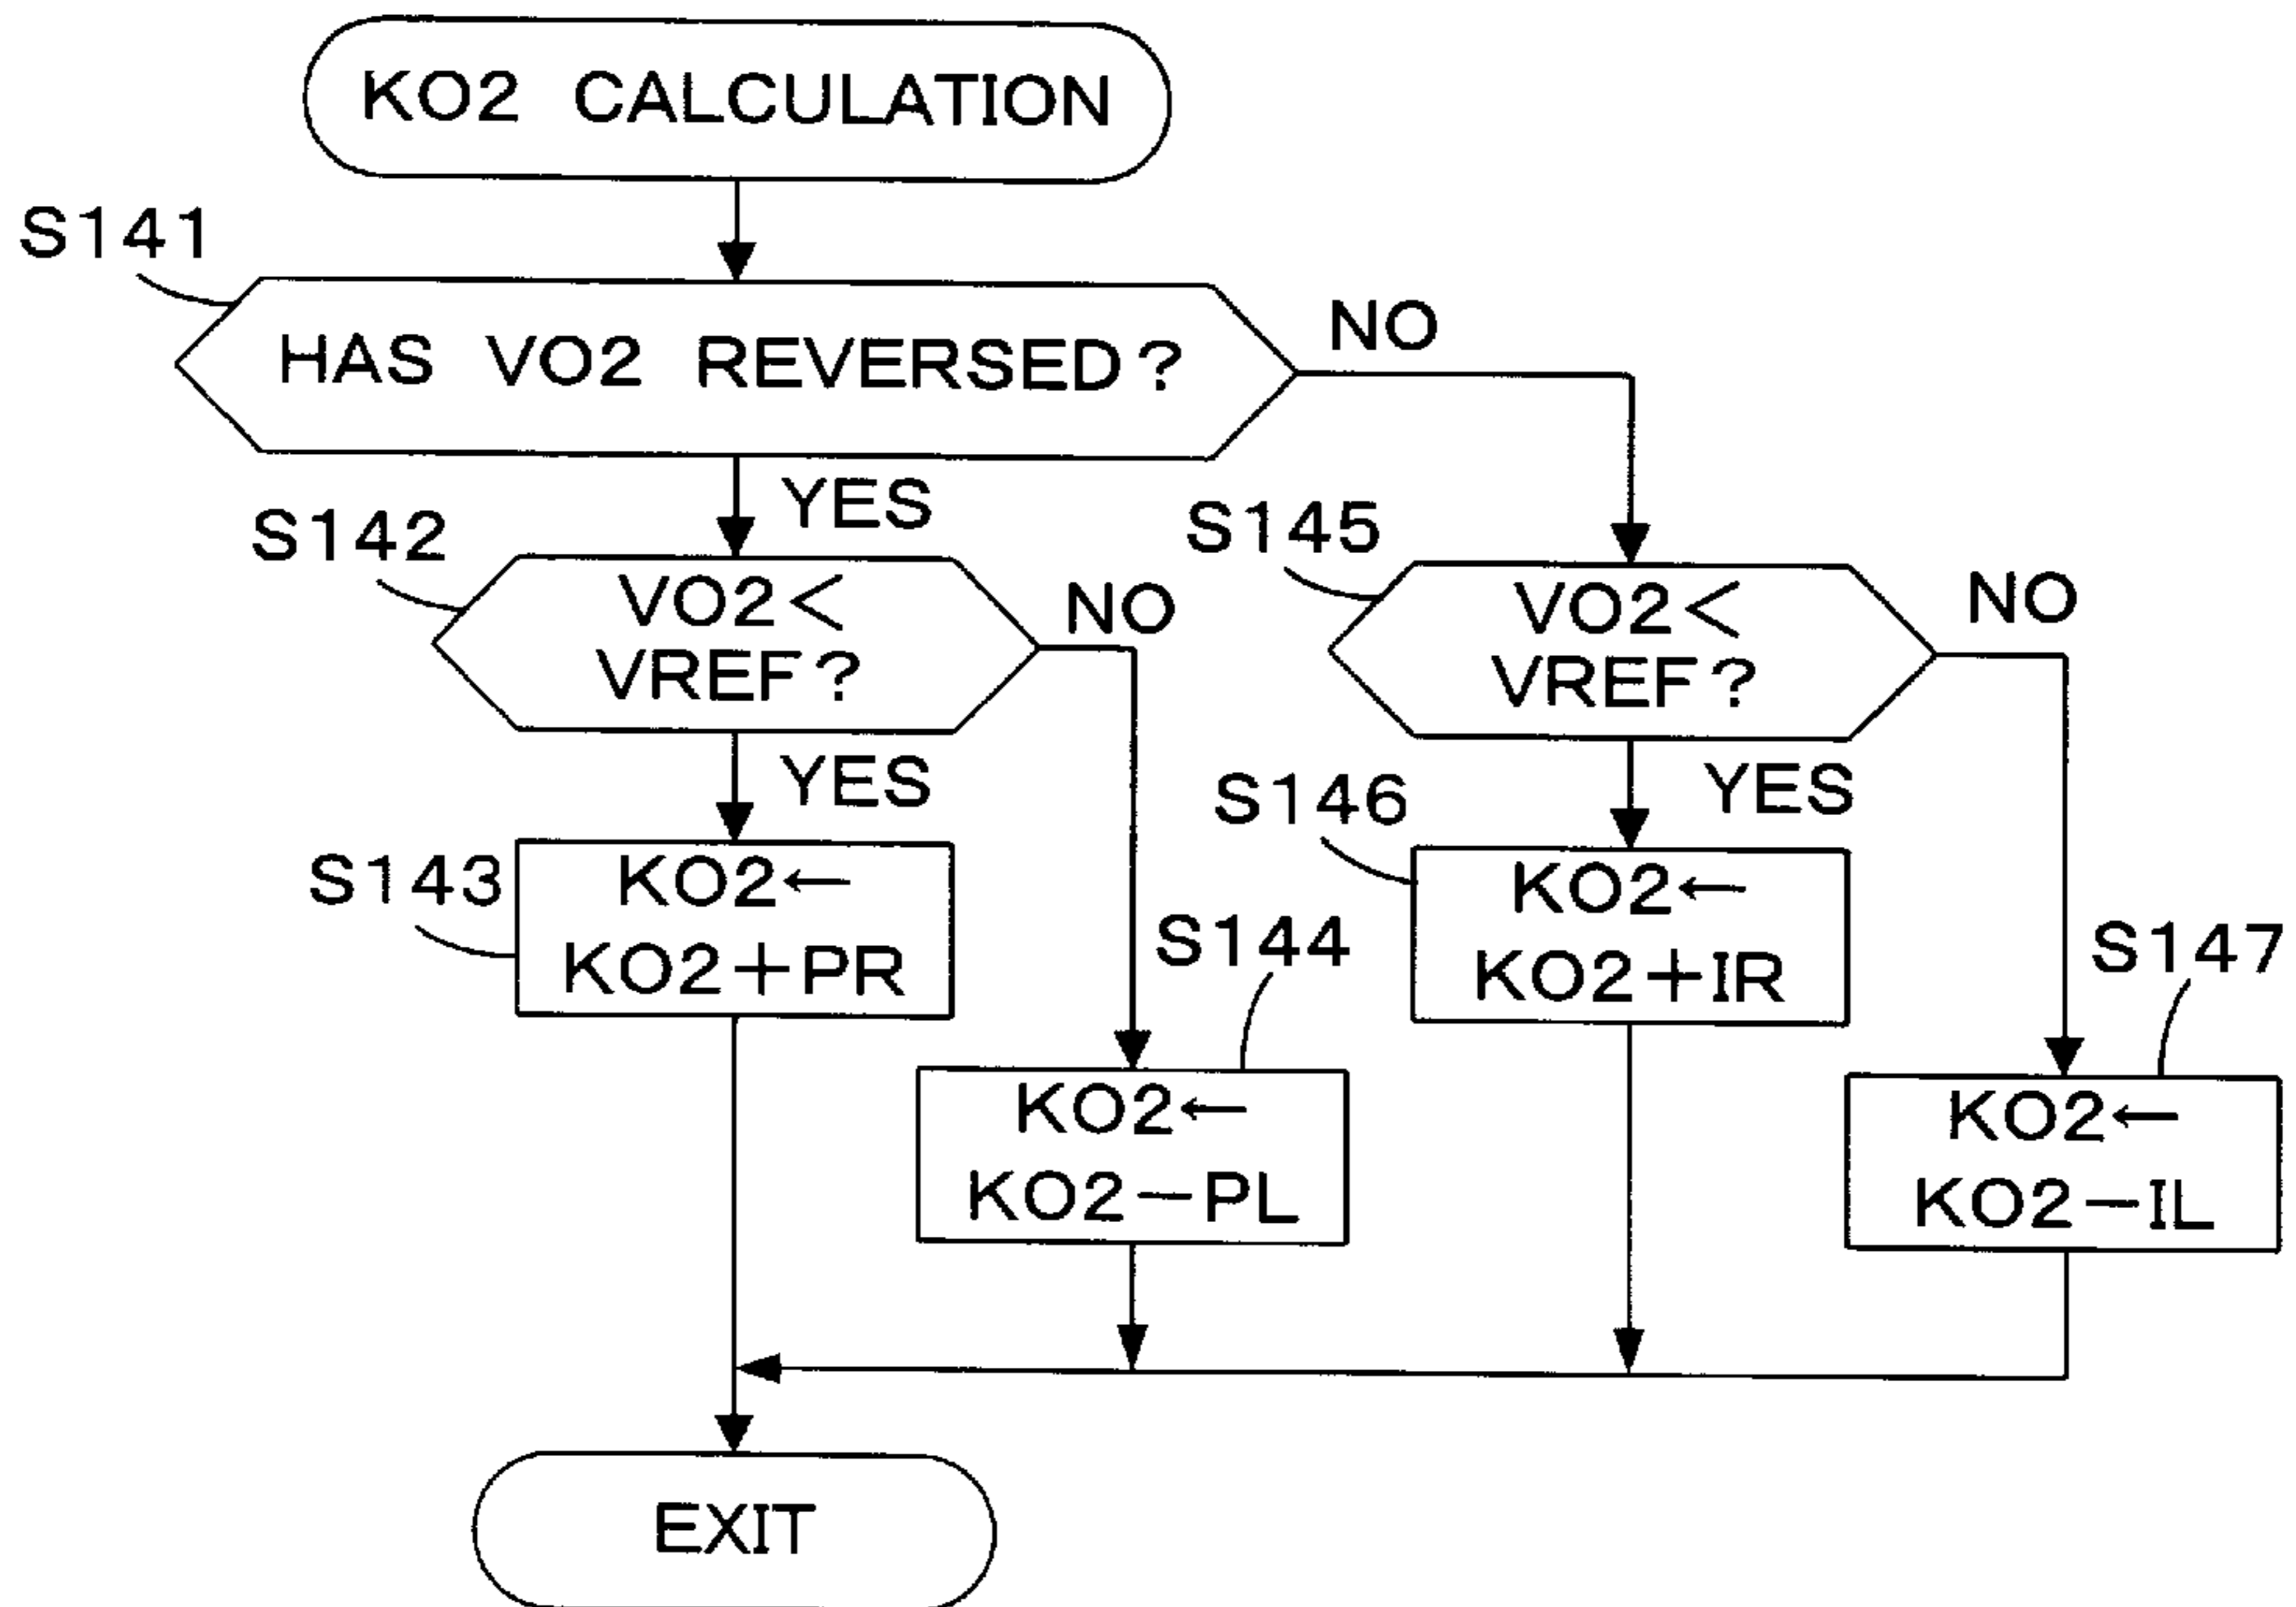 KO2 CALCULATION
S141
HAS VO2 REVERSED?
NO
YES
S142
VO2<
VREF?
NO
S145
VO2<
VREF?
NO
YES
S143
KO2←
KO2+PR
YES
S146
KO2←
KO2+IR
S144
KO2←
KO2−PL
S147
KO2←
KO2−IL
EXIT